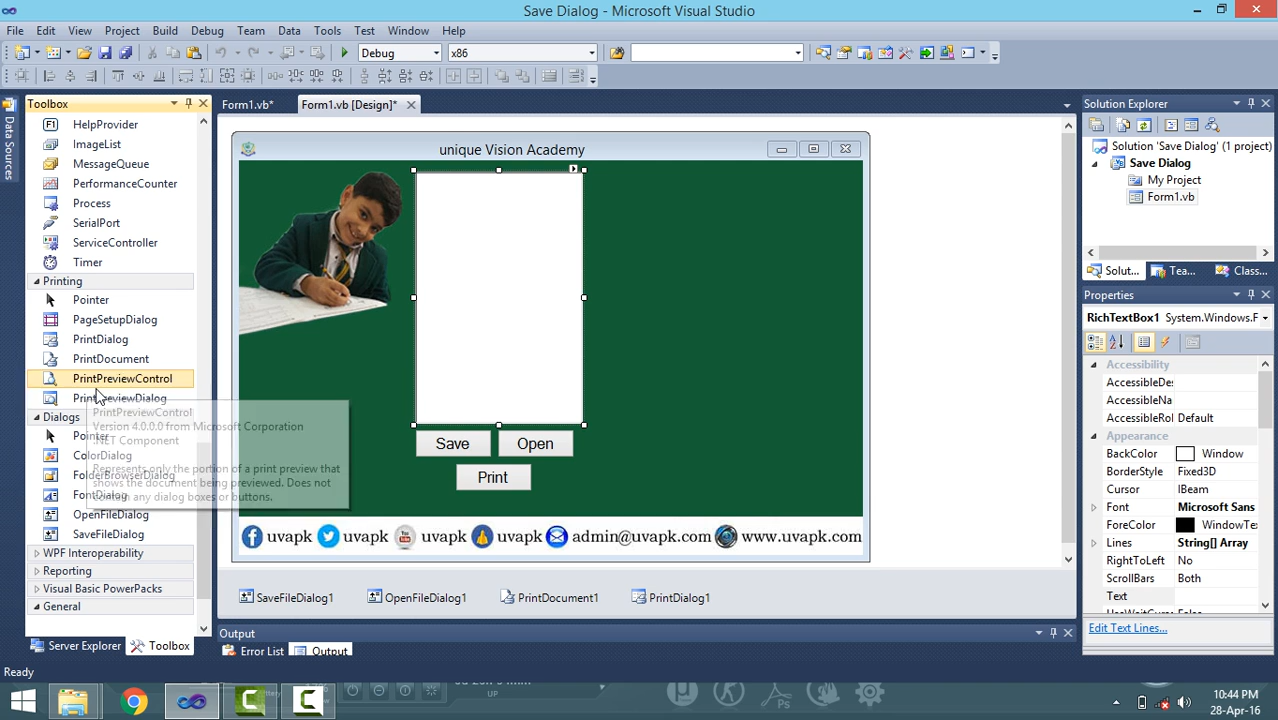 Save Dialog - Microsoft Visual Studio
File Edit View Project Build Debug Team Data Tools Test Window Help
Debug x86
Toolbox
Form1.vb* Form1.vb [Design]*
Solution Explorer
Data Sources
HelpProvider
ImageList
MessageQueue
PerformanceCounter
Process
SerialPort
ServiceController
Timer
Printing
Pointer
PageSetupDialog
PrintDialog
PrintDocument
PrintPreviewControl
PrintPreviewDialog
Dialogs
Pointer
ColorDialog
FolderBrowserDialog
FontDialog
OpenFileDialog
SaveFileDialog
WPF Interoperability
Reporting
Visual Basic PowerPacks
General
Server Explorer Toolbox
PrintPreviewControl
Version 4.0.0.0 from Microsoft Corporation
.NET Component
Represents only the portion of a print preview that
shows the document being previewed. Does not
contain any dialog boxes or buttons.
unique Vision Academy
Save Open
Print
uvapk uvapk uvapk uvapk admin@uvapk.com www.uvapk.com
SaveFileDialog1 OpenFileDialog1 PrintDocument1 PrintDialog1
Output
Error List Output
Solution 'Save Dialog' (1 project)
Save Dialog
My Project
Form1.vb
Solut... Tea... Class...
Properties
RichTextBox1 System.Windows.F
Accessibility
AccessibleDes
AccessibleNa
AccessibleRol Default
Appearance
BackColor Window
BorderStyle Fixed3D
Cursor IBeam
Font Microsoft Sans
ForeColor WindowTe
Lines String[] Array
RightToLeft No
ScrollBars Both
Text
Edit Text Lines...
Ready
UP
10:44 PM
28-Apr-16